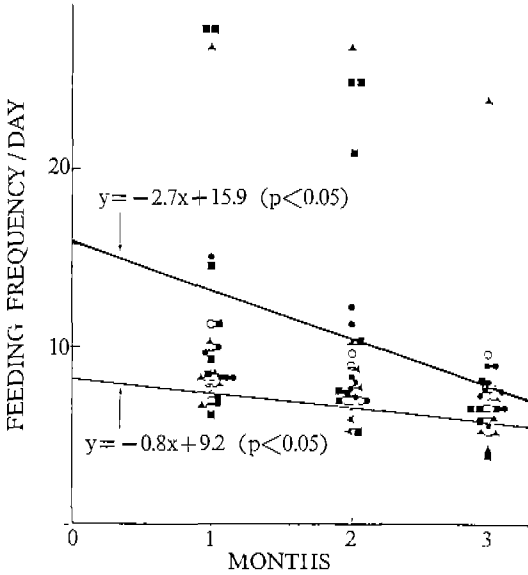 FEEDING FREQUENCY/DAY
20
y= −2.7x+15.9 (p<0.05)
10
y= −0.8x+9.2 (p<0.05)
0 1 2 3
MONTHS